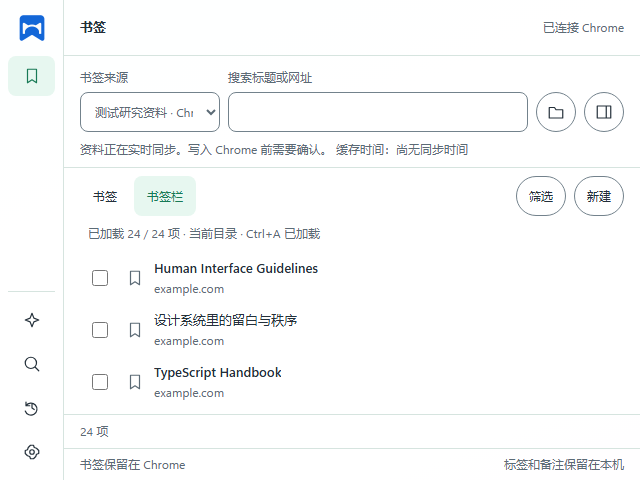 书签
已连接 Chrome
书签来源
搜索标题或网址
测试研究资料 · Chr
资料正在实时同步。写入 Chrome 前需要确认。 缓存时间：尚无同步时间
书签
书签栏
筛选
新建
已加载 24 / 24 项 · 当前目录 · Ctrl+A 已加载
Human Interface Guidelines
example.com
设计系统里的留白与秩序
example.com
TypeScript Handbook
example.com
24 项
书签保留在 Chrome
标签和备注保留在本机